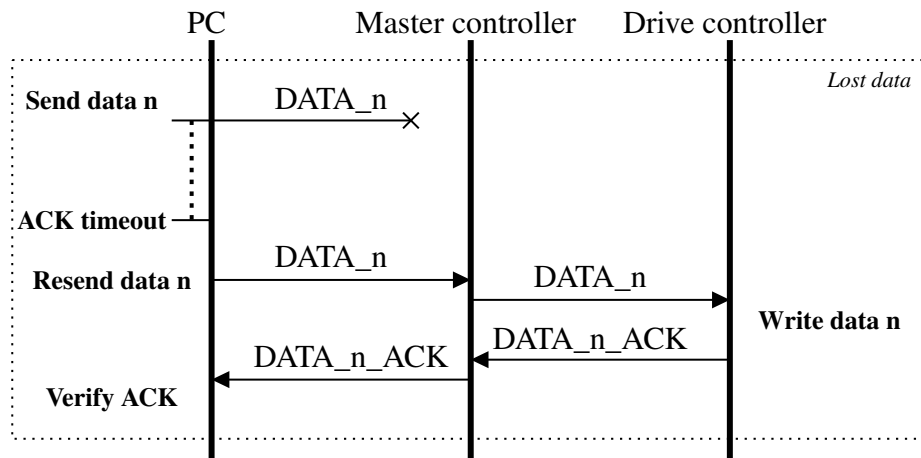 PC Master controller Drive controller
Lost data
Send data n DATA_n
ACK timeout
Resend data n DATA_n
DATA_n
Write data n
DATA_n_ACK
DATA_n_ACK
Verify ACK